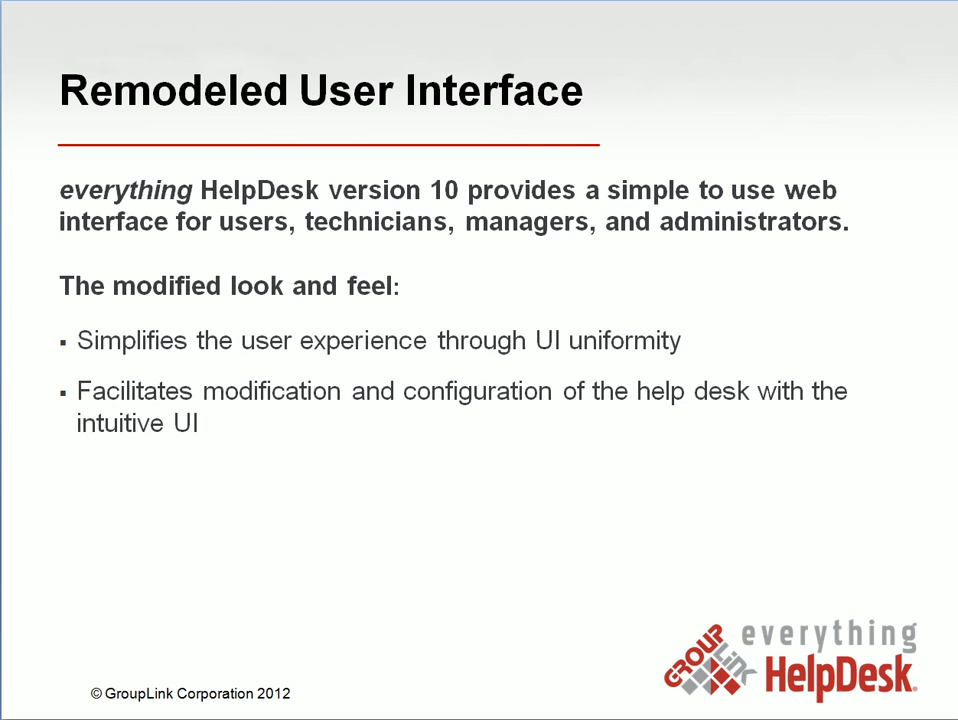 Remodeled User Interface
everything HelpDesk version 10 provides a simple to use web
interface for users, technicians, managers, and administrators.
The modified look and feel:
▪ Simplifies the user experience through UI uniformity
▪ Facilitates modification and configuration of the help desk with the
intuitive UI
GROUP
Link
everything
HelpDesk.
© GroupLink Corporation 2012